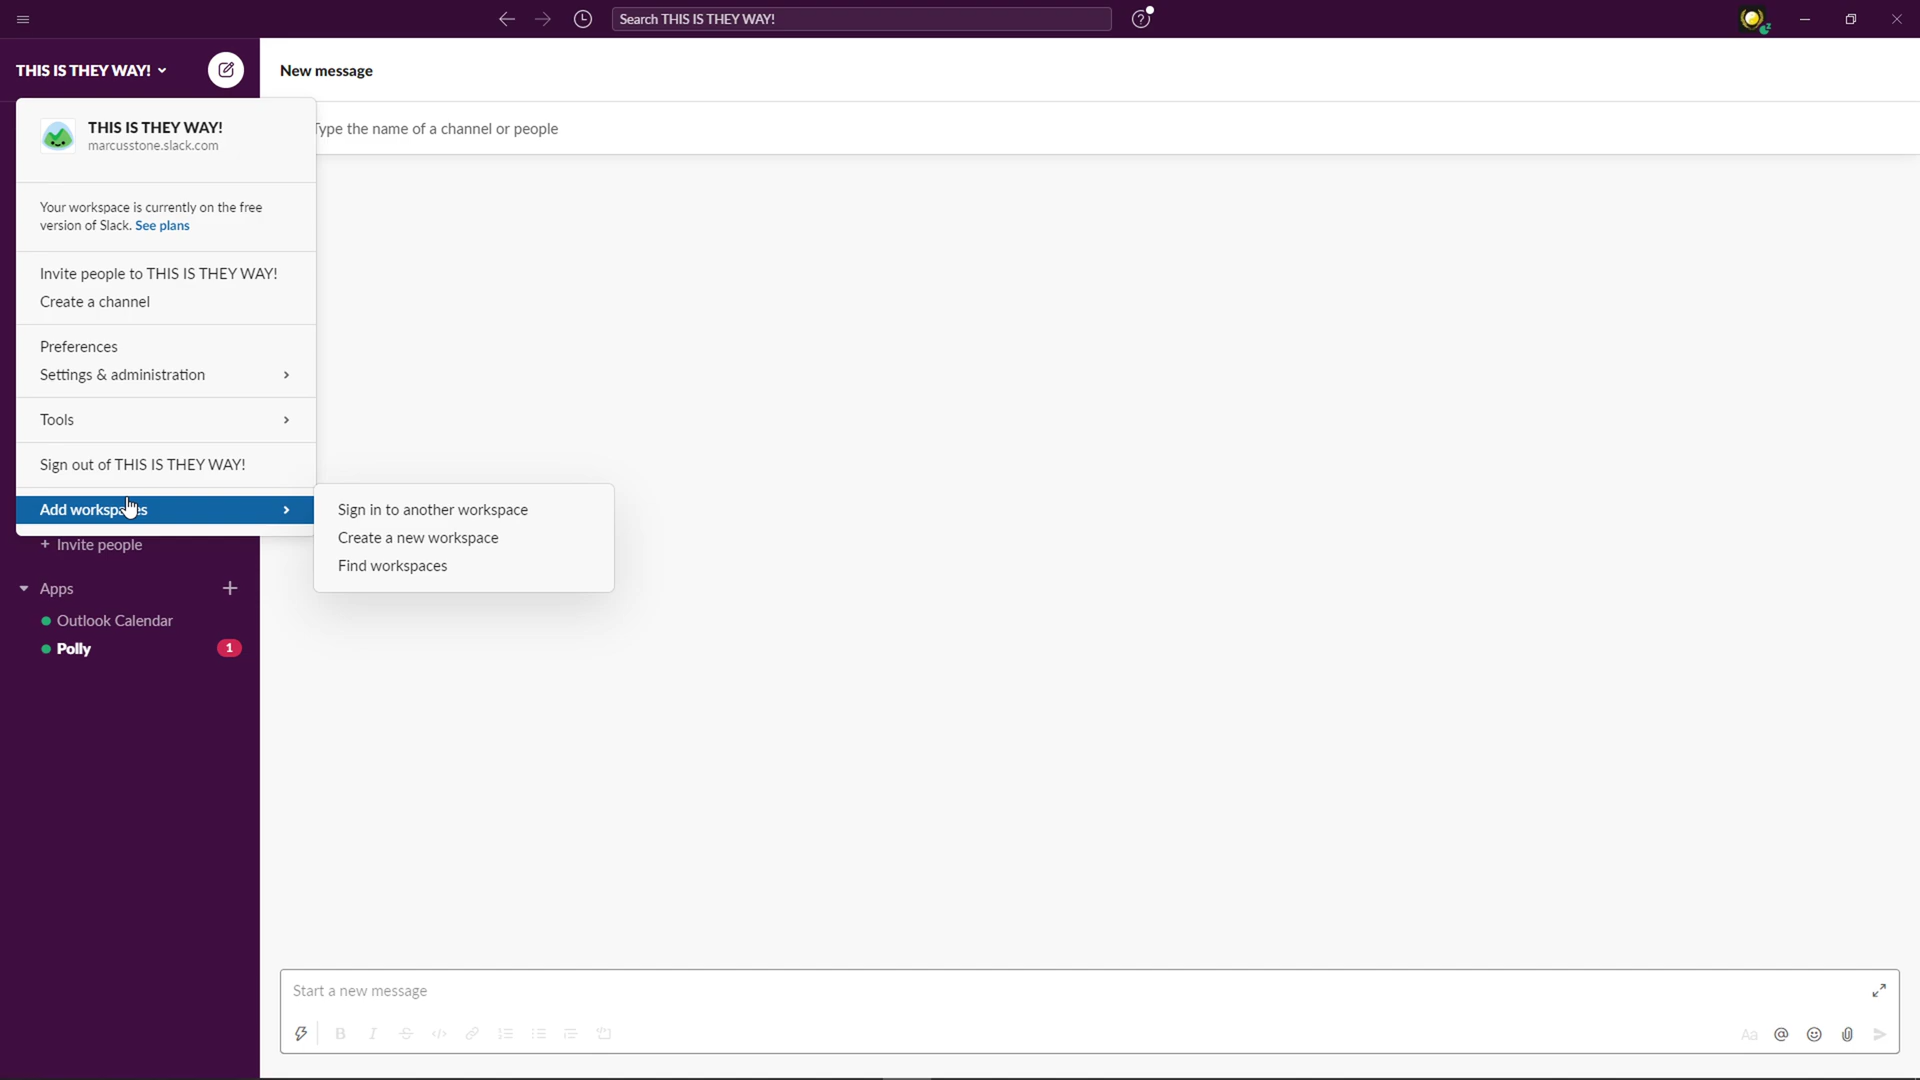 Search THIS IS THEY WAY!
THIS IS THEY WAY!
New message
THIS IS THEY WAY!
marcusstone.slack.com
Type the name of a channel or people
Your workspace is currently on the free
version of Slack. See plans
Invite people to THIS IS THEY WAY!
Create a channel
Preferences
Settings & administration
Tools
Sign out of THIS IS THEY WAY!
Add workspaces
Sign in to another workspace
Create a new workspace
Find workspaces
+ Invite people
Apps
Outlook Calendar
Polly 1
Start a new message
B I S </>
Aa @